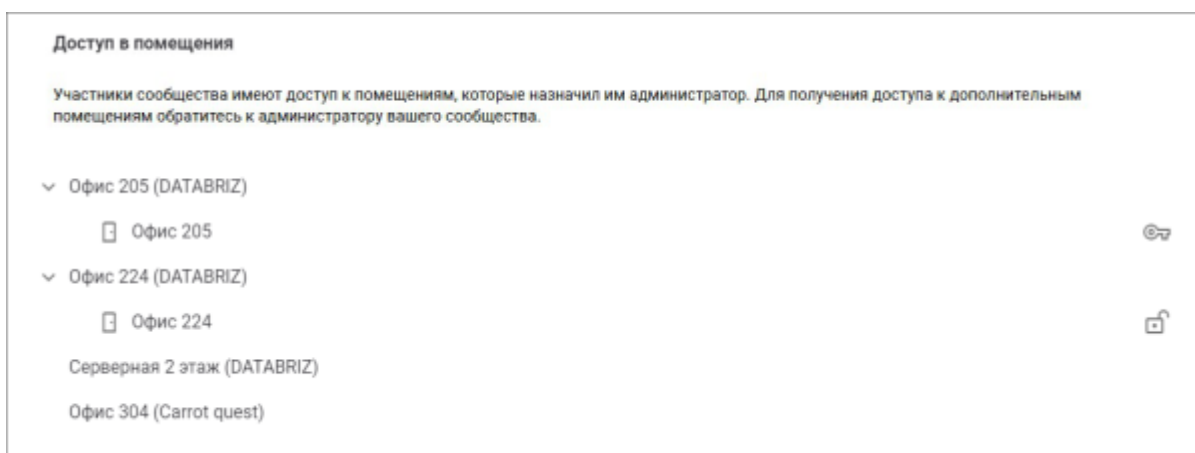 Доступ в помещения
Участники сообщества имеют доступ к помещениям, которые назначил им администратор. Для получения доступа к дополнительным
помещениям обратитесь к администратору вашего сообщества.
Офис 205 (DATABRIZ)
Офис 205
Офис 224 (DATABRIZ)
Офис 224
Серверная 2 этаж (DATABRIZ)
Офис 304 (Carrot quest)